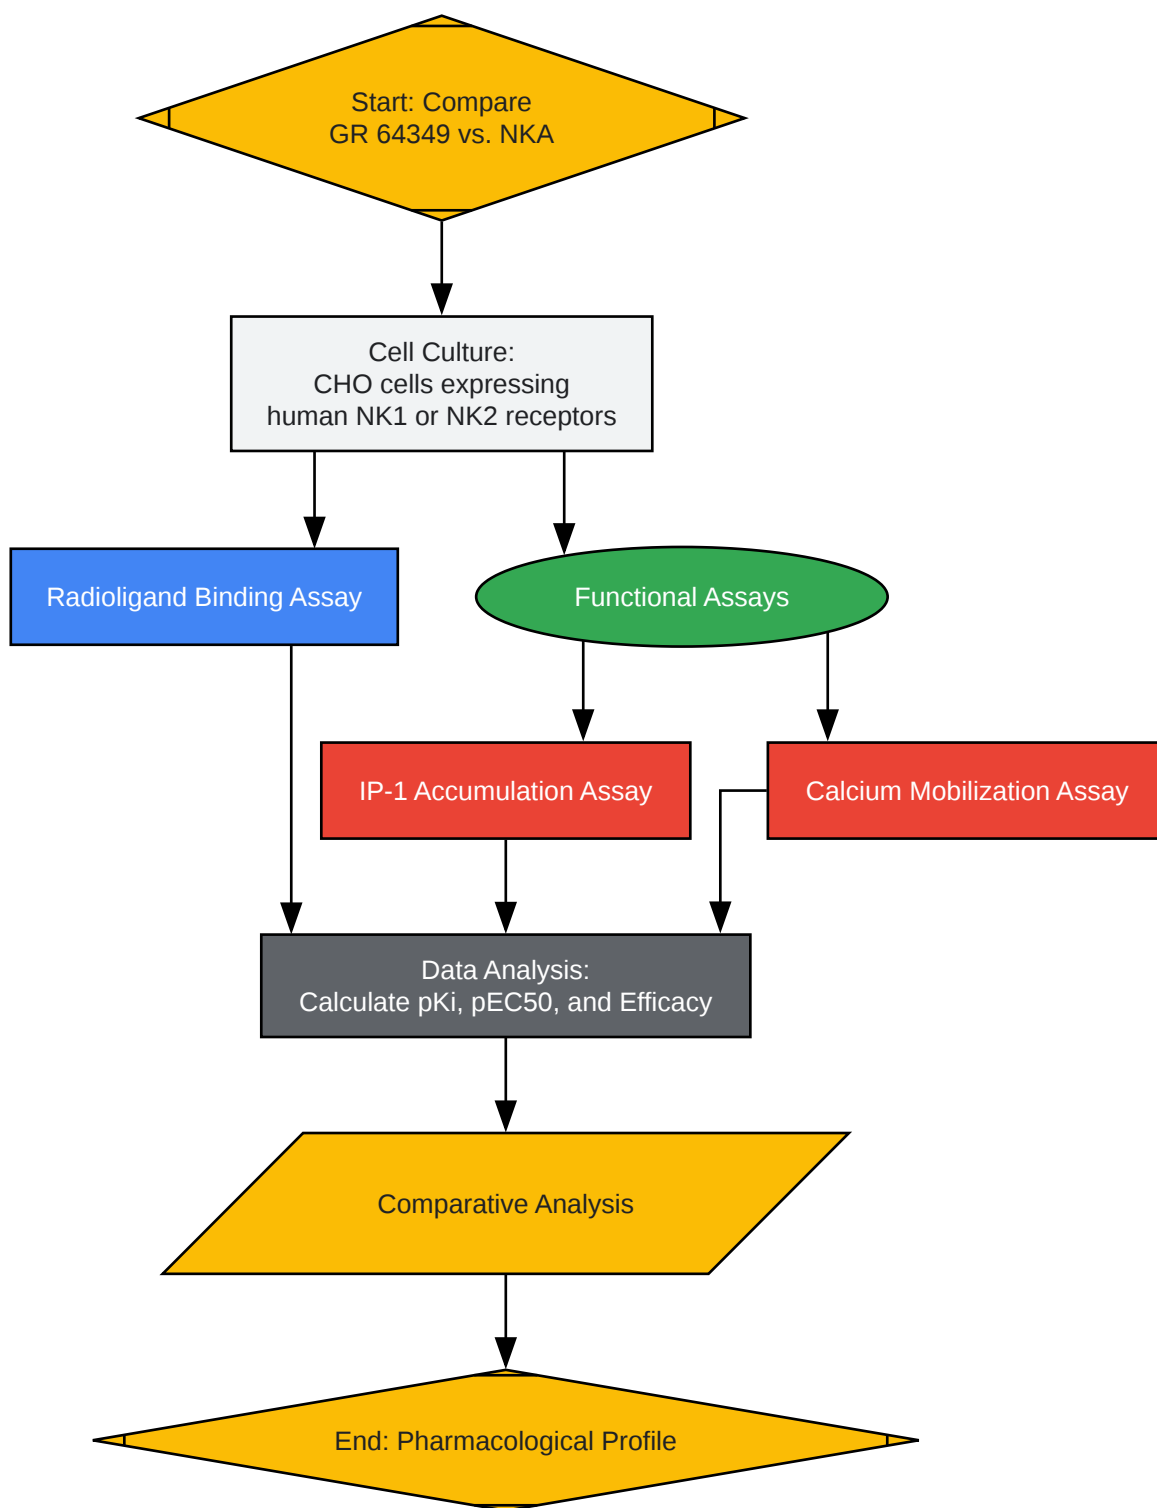 Start: Compare
GR 64349 vs. NKA
Cell Culture:
CHO cells expressing
human NK1 or NK2 receptors
Radioligand Binding Assay
Functional Assays
IP-1 Accumulation Assay
Calcium Mobilization Assay
Data Analysis:
Calculate pKi, pEC50, and Efficacy
Comparative Analysis
End: Pharmacological Profile